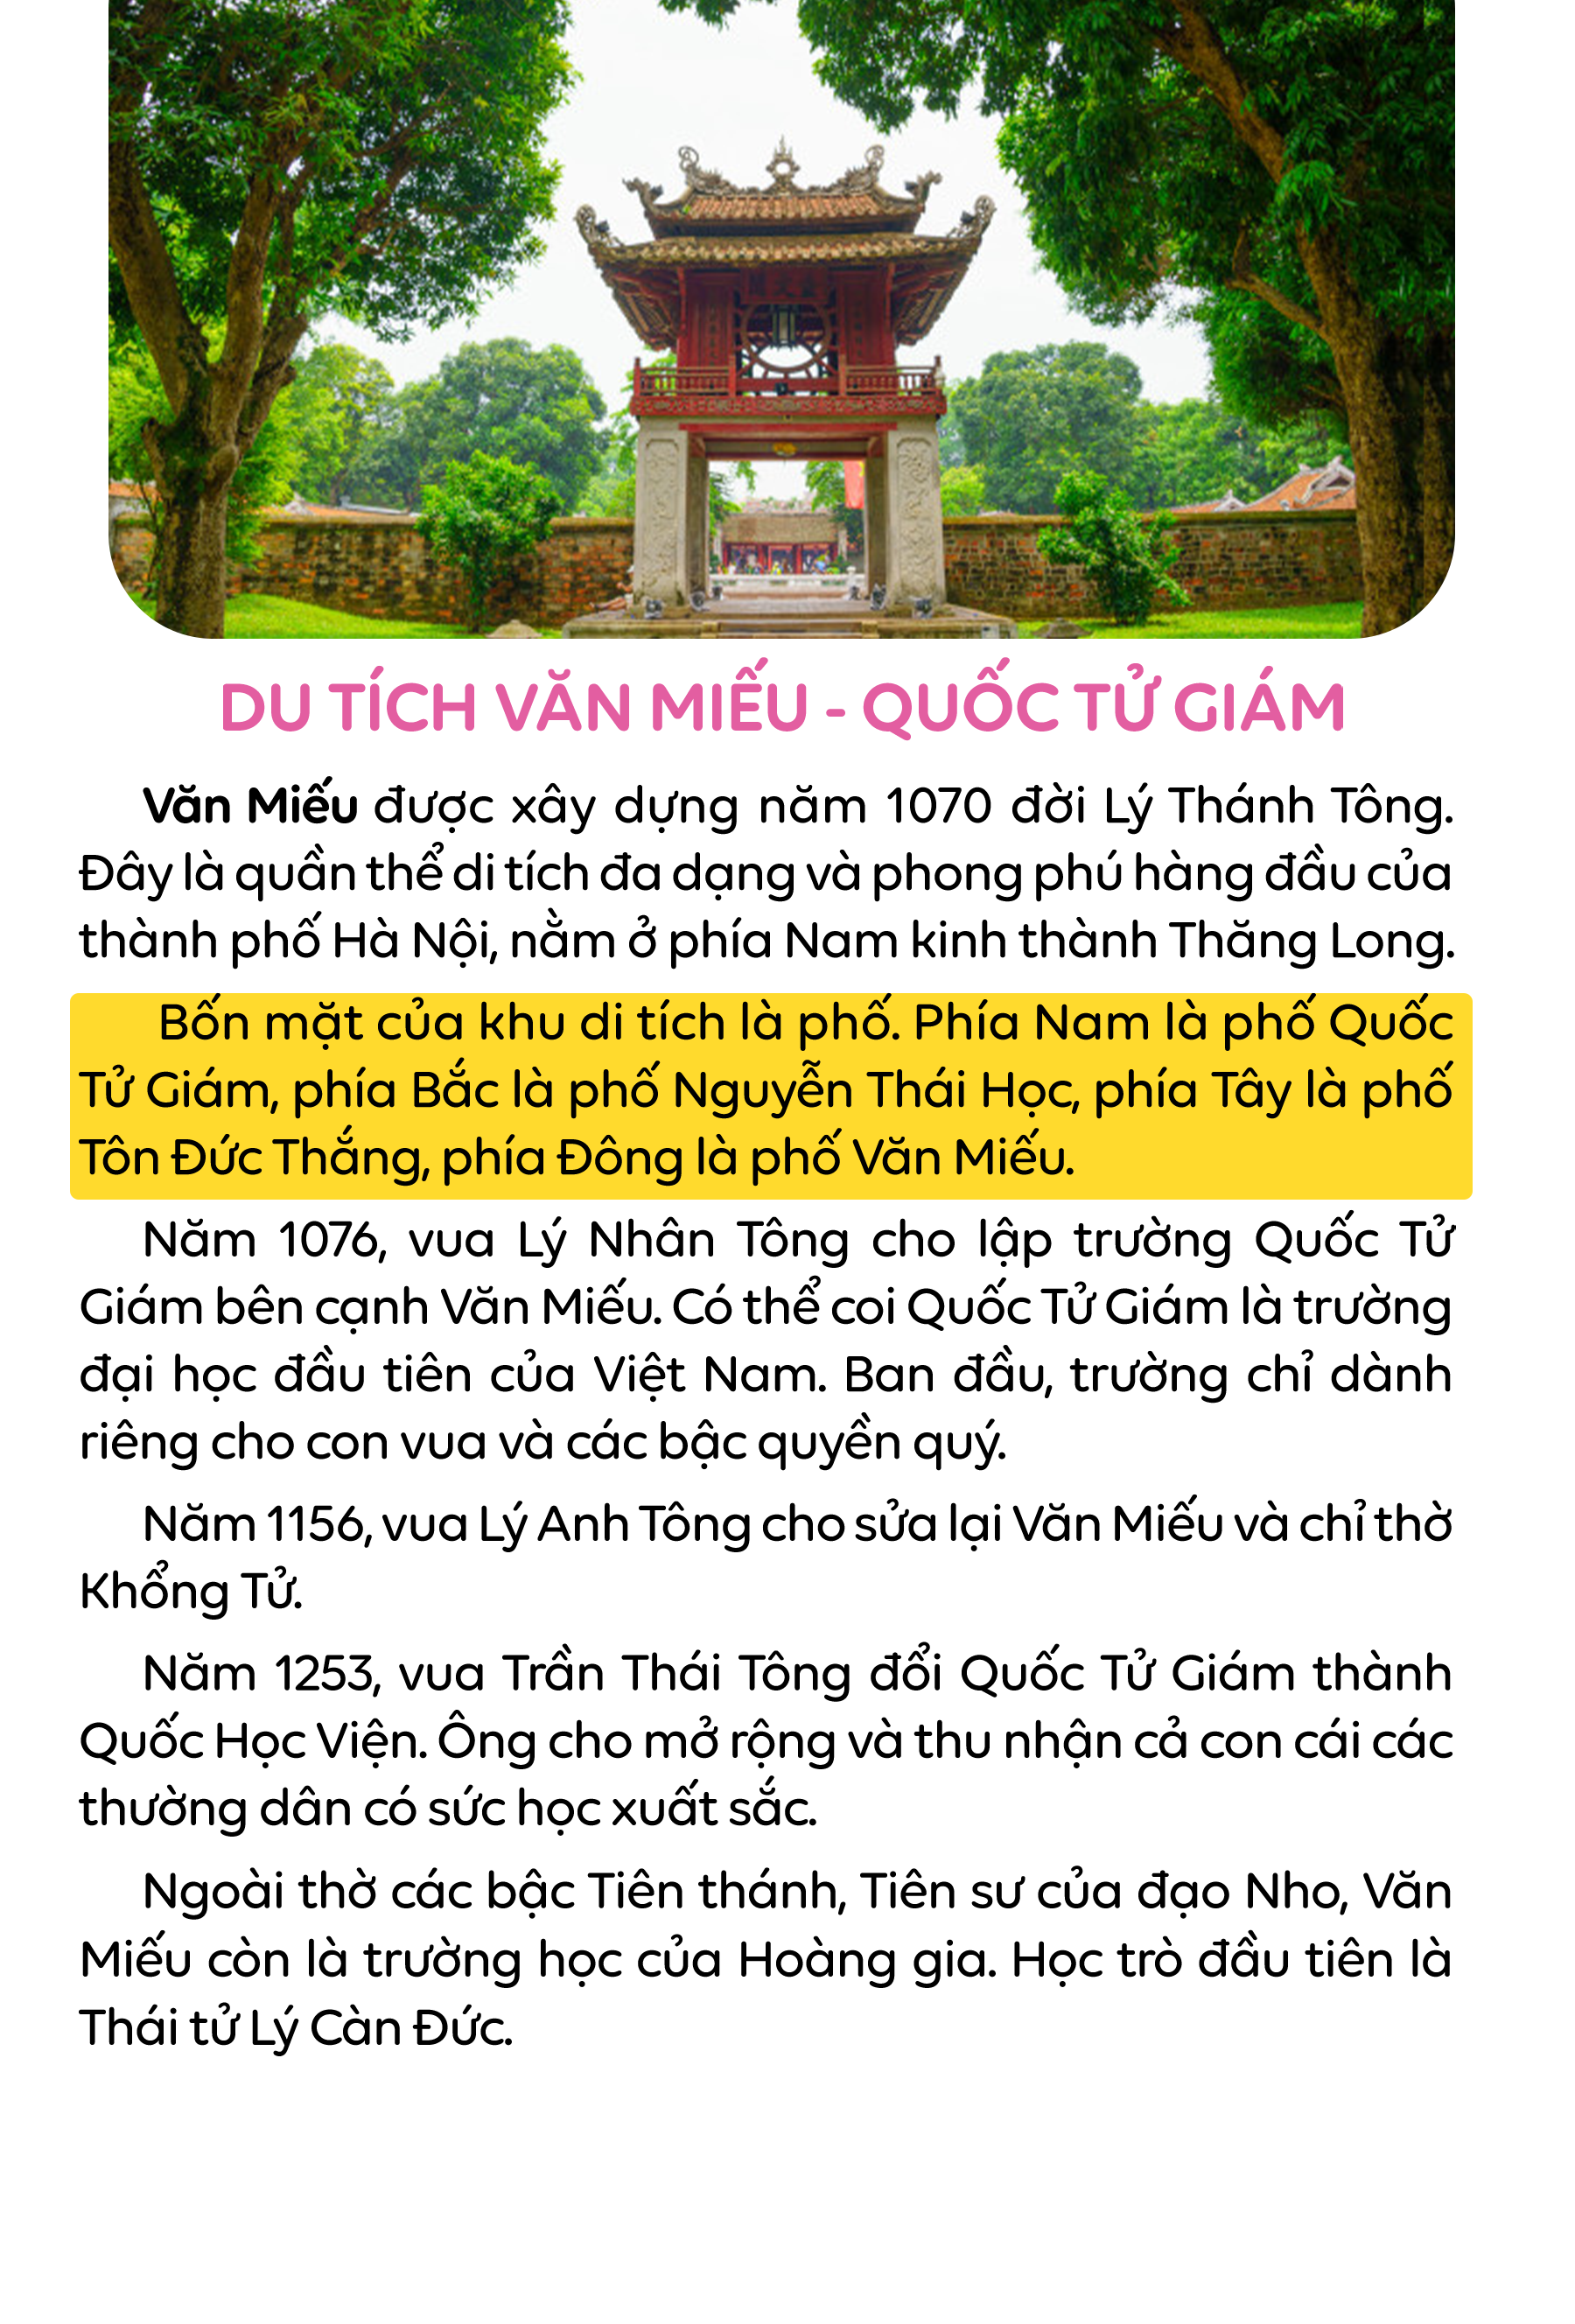 DU TÍCH VĂN MIẾU - QUỐC TỬ GIÁM
Văn Miếu được xây dựng năm 1070 đời Lý Thánh Tông.
Đây là quần thể di tích đa dạng và phong phú hàng đầu của
thành phố Hà Nội, nằm ở phía Nam kinh thành Thăng Long.
Bốn mặt của khu di tích là phố. Phía Nam là phố Quốc
Tử Giám, phía Bắc là phố Nguyễn Thái Học, phía Tây là phố
Tôn Đức Thắng, phía Đông là phố Văn Miếu.
Năm 1076, vua Lý Nhân Tông cho lập trường Quốc Tử
Giám bên cạnh Văn Miếu. Có thể coi Quốc Tử Giám là trường
đại học đầu tiên của Việt Nam. Ban đầu, trường chỉ dành
riêng cho con vua và các bậc quyền quý.
Năm 1156, vua Lý Anh Tông cho sửa lại Văn Miếu và chỉ thờ
Khổng Tử.
Năm 1253, vua Trần Thái Tông đổi Quốc Tử Giám thành
Quốc Học Viện. Ông cho mở rộng và thu nhận cả con cái các
thường dân có sức học xuất sắc.
Ngoài thờ các bậc Tiên thánh, Tiên sư của đạo Nho, Văn
Miếu còn là trường học của Hoàng gia. Học trò đầu tiên là
Thái tử Lý Càn Đức.